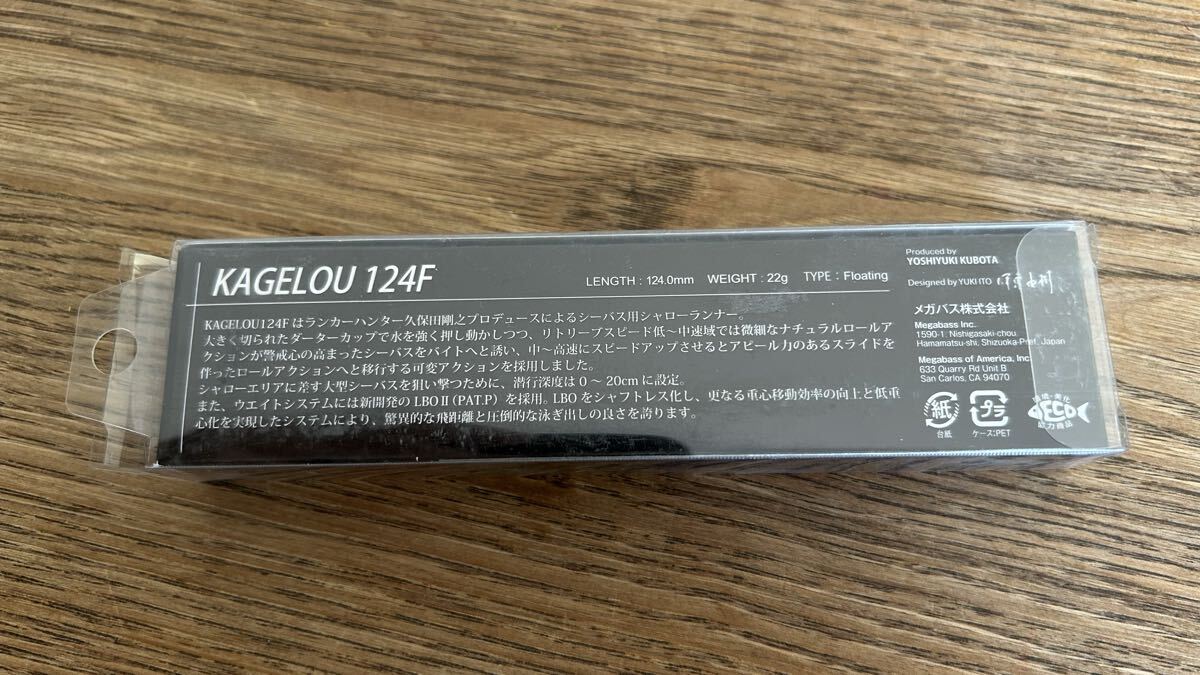 KAGELOU 124F
LENGTH : 124.0mm WEIGHT : 22g TYPE : Floating
KAGELOU124Fはランカーハンター久保田剛之プロデュースによるシーバス用シャローランナー。
大きく切られたダーターカップで水を強く押し動かしつつ、リトリーブスピード低〜中速域では微細なナチュラルロールア
クションが警戒心の高まったシーバスをバイトへと誘い、中〜高速にスピードアップさせるとアピール力のあるスライドを
伴ったロールアクションへと移行する可変アクションを採用しました。
シャローエリアに差す大型シーバスを狙い撃つために、潜行深度は0〜20cmに設定。
また、ウエイトシステムには新開発のLBOⅡ(PAT.P)を採用。LBOをシャフトレス化し、更なる重心移動効率の向上と低重
心化を実現したシステムにより、驚異的な飛距離と圧倒的な泳ぎ出しの良さを誇ります。
Produced by
YOSHIYUKI KUBOTA
Designed by YUKI ITO
メガバス株式会社
Megabass Inc.
1590-1 Nishigasaki-chou,
Hamamatsu-shi, Shizuoka-Pref, Japan
Megabass of America, Inc
633 Quarry Rd Unit B
San Carlos, CA 94070
紙
台紙
プラ
ケース:PET
環境・美化
ECO
協力商品